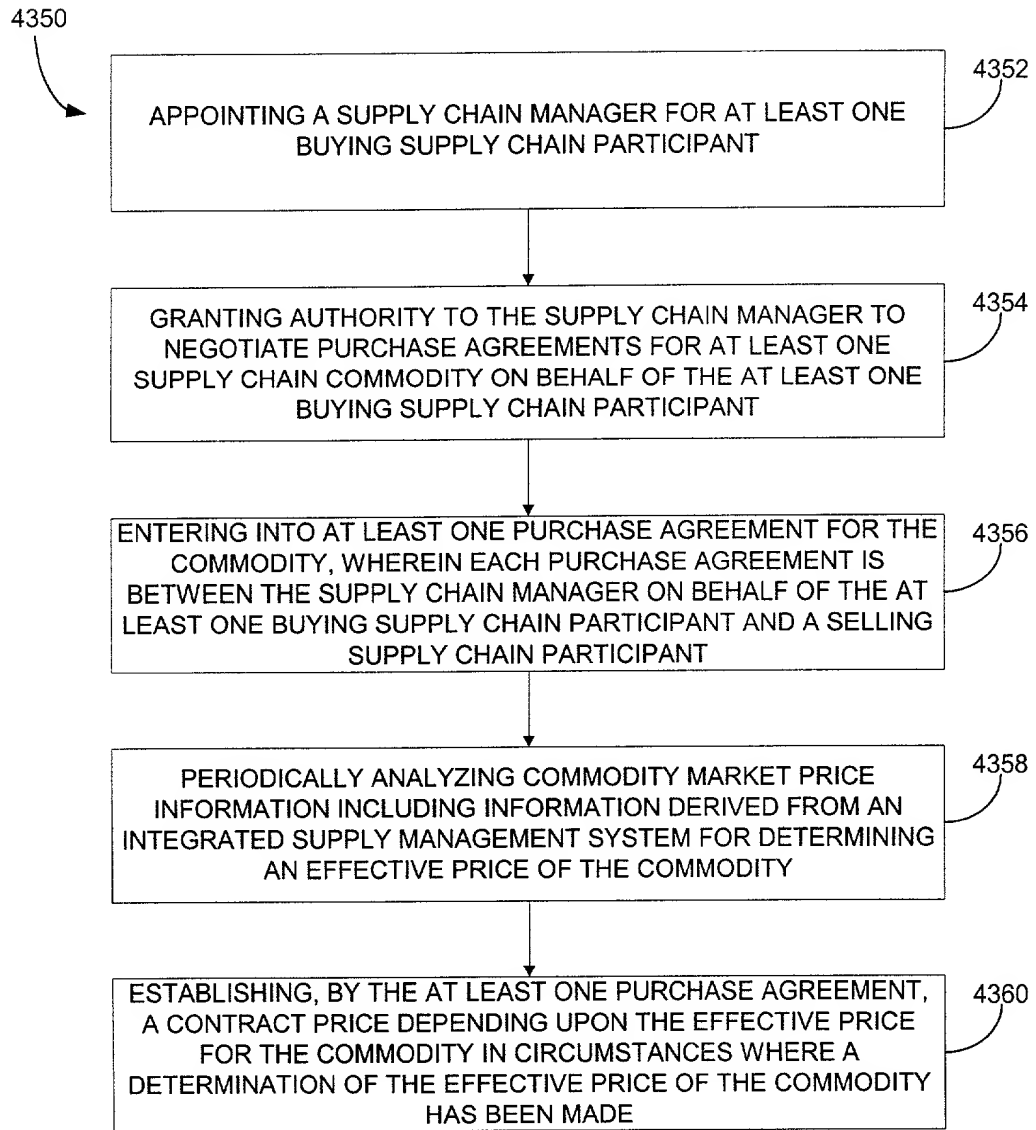 4350
4352
APPOINTING A SUPPLY CHAIN MANAGER FOR AT LEAST ONE
BUYING SUPPLY CHAIN PARTICIPANT
4354
GRANTING AUTHORITY TO THE SUPPLY CHAIN MANAGER TO
NEGOTIATE PURCHASE AGREEMENTS FOR AT LEAST ONE
SUPPLY CHAIN COMMODITY ON BEHALF OF THE AT LEAST ONE
BUYING SUPPLY CHAIN PARTICIPANT
4356
ENTERING INTO AT LEAST ONE PURCHASE AGREEMENT FOR THE
COMMODITY, WHEREIN EACH PURCHASE AGREEMENT IS
BETWEEN THE SUPPLY CHAIN MANAGER ON BEHALF OF THE AT
LEAST ONE BUYING SUPPLY CHAIN PARTICIPANT AND A SELLING
SUPPLY CHAIN PARTICIPANT
4358
PERIODICALLY ANALYZING COMMODITY MARKET PRICE
INFORMATION INCLUDING INFORMATION DERIVED FROM AN
INTEGRATED SUPPLY MANAGEMENT SYSTEM FOR DETERMINING
AN EFFECTIVE PRICE OF THE COMMODITY
4360
ESTABLISHING, BY THE AT LEAST ONE PURCHASE AGREEMENT,
A CONTRACT PRICE DEPENDING UPON THE EFFECTIVE PRICE
FOR THE COMMODITY IN CIRCUMSTANCES WHERE A
DETERMINATION OF THE EFFECTIVE PRICE OF THE COMMODITY
HAS BEEN MADE